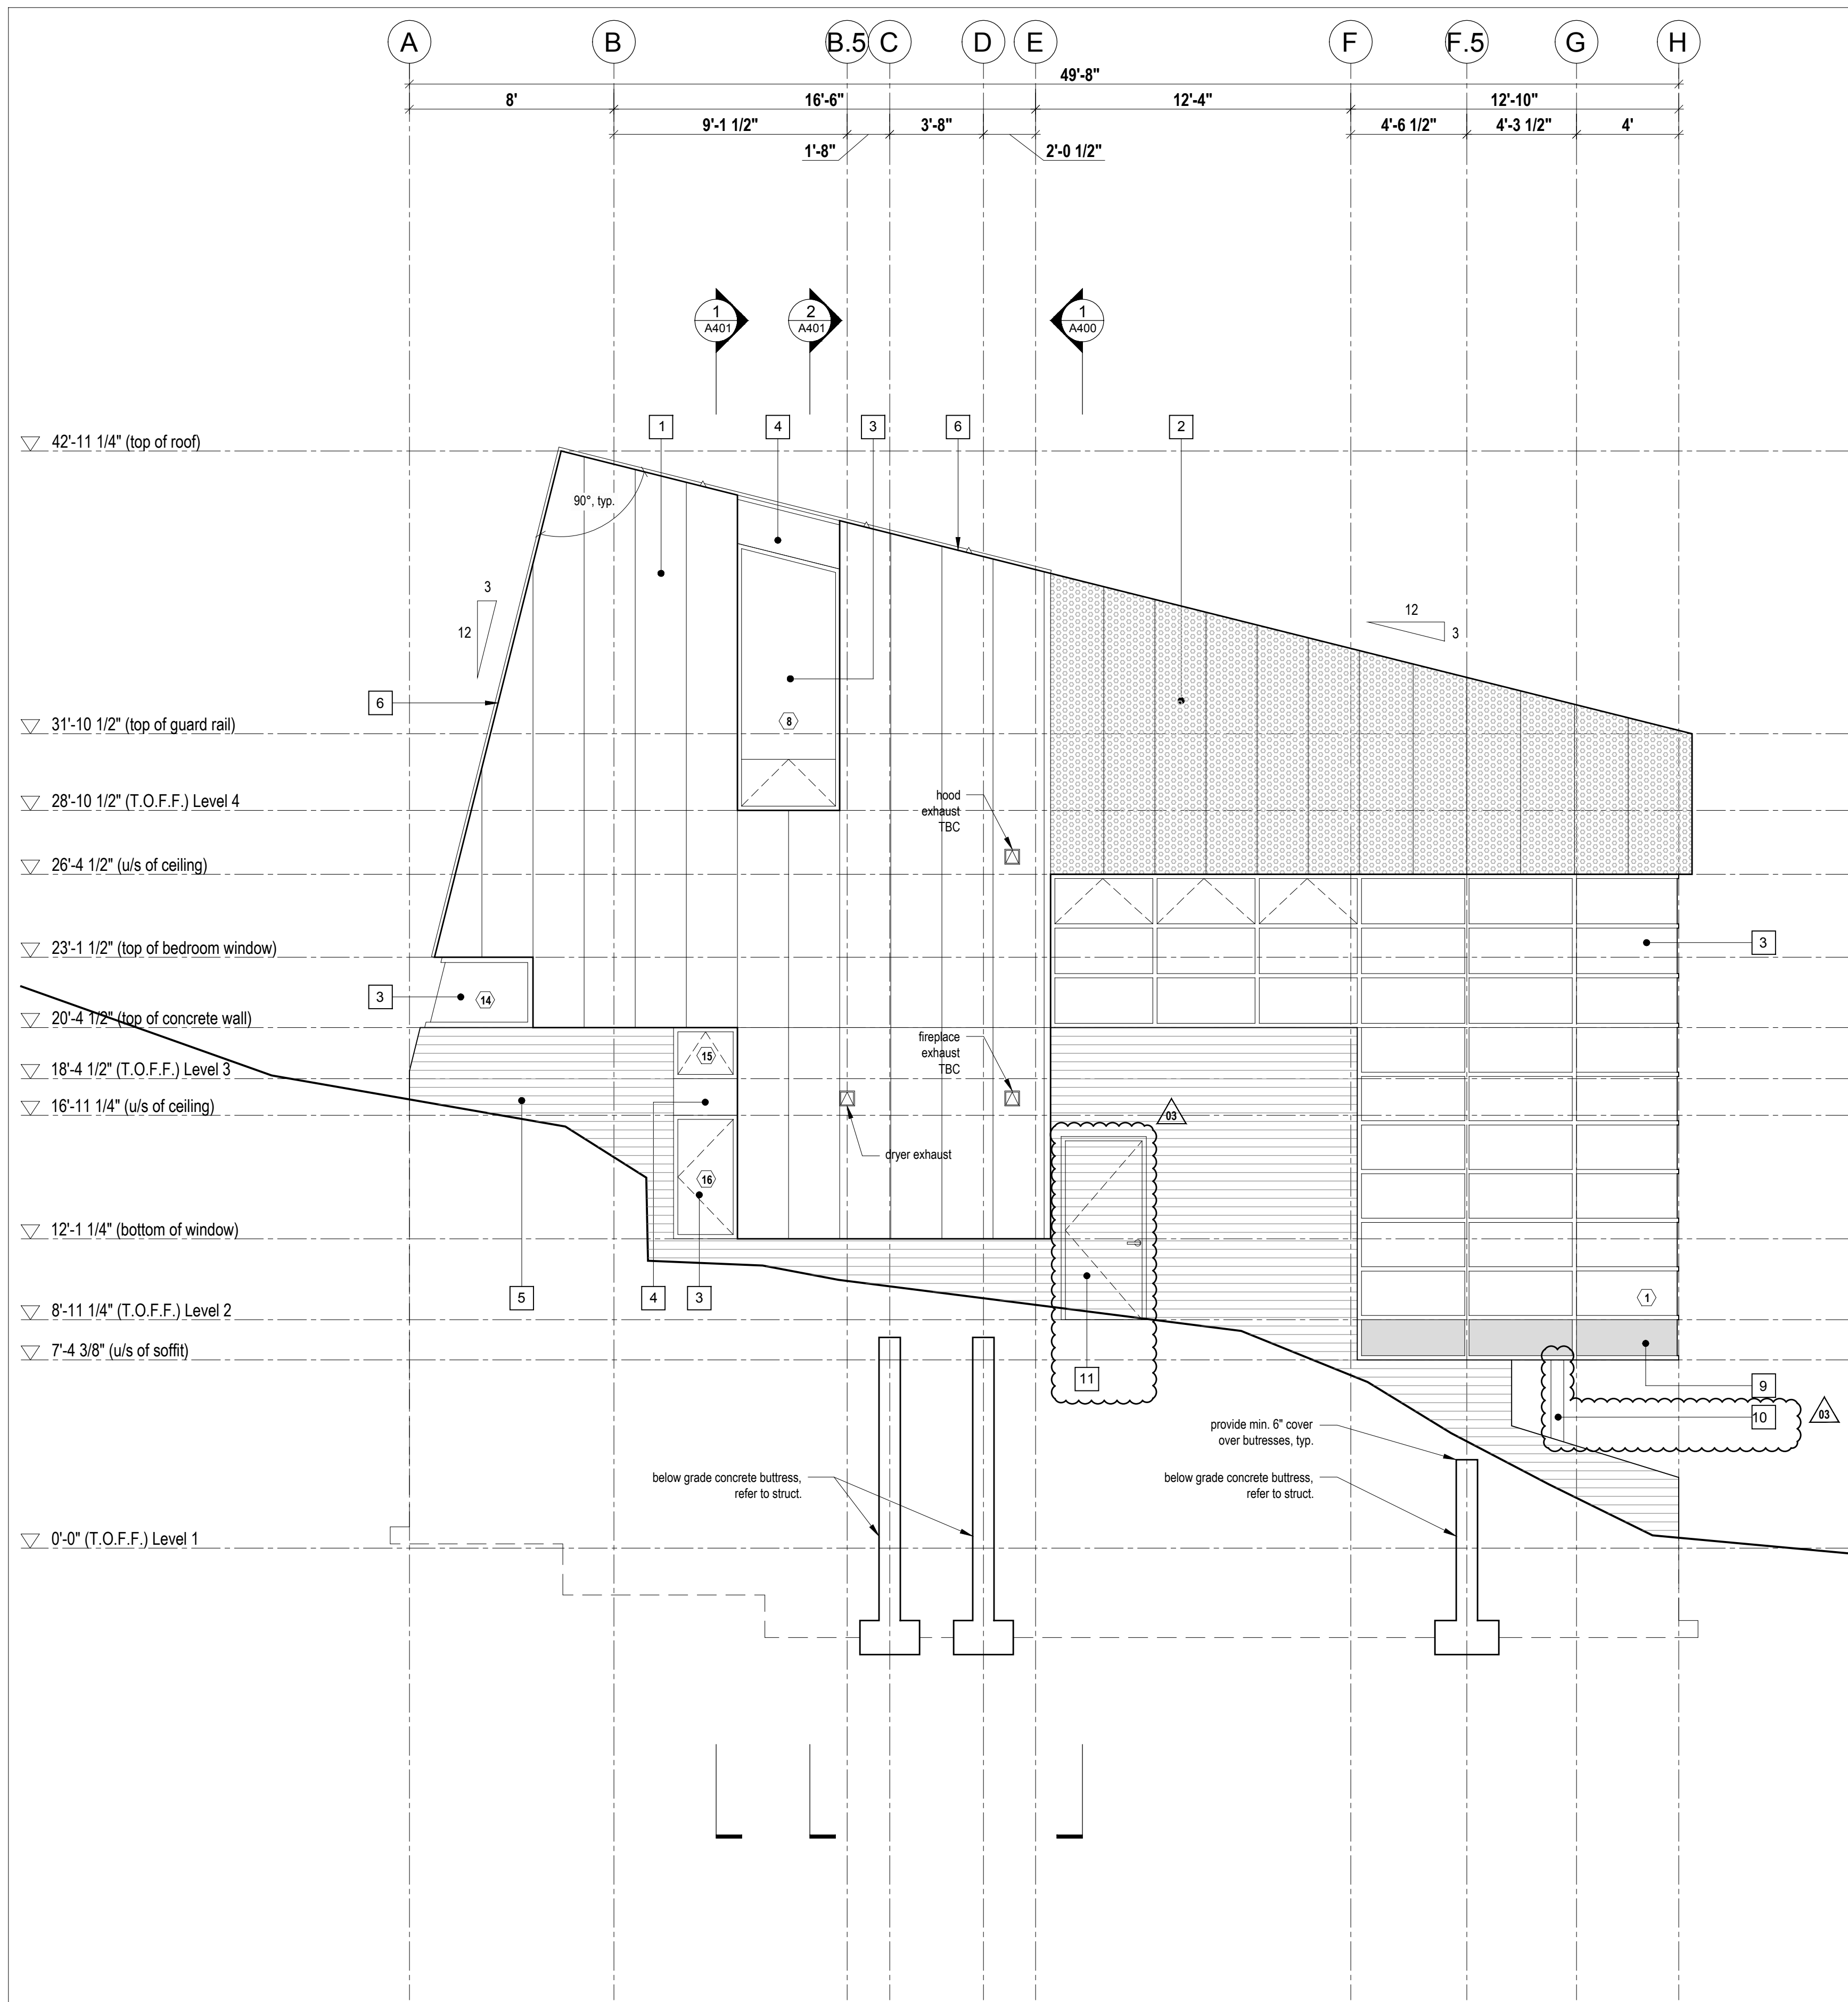 A B B.5 C D E F F.5 G H
49'-8"
8' 16'-6" 12'-4" 12'-10"
9'-1 1/2" 3'-8" 4'-6 1/2" 4'-3 1/2" 4'
1'-8" 2'-0 1/2"
1 2 1
A401 A401 A400
1 4 3 6 2
42'-11 1/4" (top of roof)
90°, typ.
3
12
12
3
6
8
31'-10 1/2" (top of guard rail)
28'-10 1/2" (T.O.F.F.) Level 4
hood
exhaust
TBC
26'-4 1/2" (u/s of ceiling)
23'-1 1/2" (top of bedroom window)
3
3
14
20'-4 1/2" (top of concrete wall)
fireplace
exhaust
TBC
15
18'-4 1/2" (T.O.F.F.) Level 3
16'-11 1/4" (u/s of ceiling)
03
dryer exhaust
16
12'-1 1/4" (bottom of window)
5 4 3
1
8'-11 1/4" (T.O.F.F.) Level 2
7'-4 3/8" (u/s of soffit)
11
9
10
03
provide min. 6" cover
over butresses, typ.
below grade concrete buttress,
refer to struct.
below grade concrete buttress,
refer to struct.
0'-0" (T.O.F.F.) Level 1